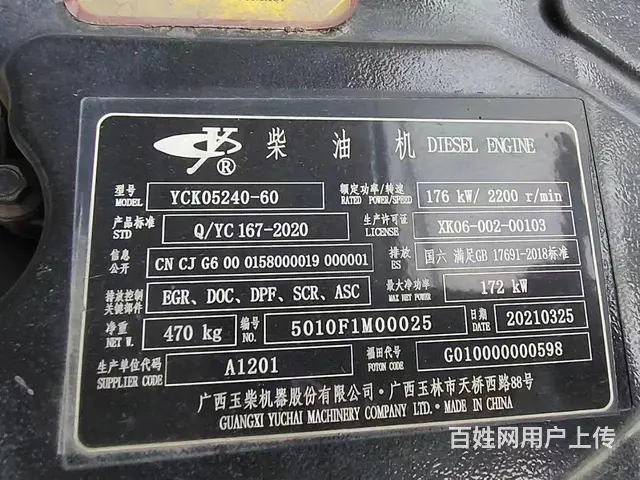 柴油机 DIESEL ENGINE
型号 MODEL YCK05240-60 额定功率/转速 RATED POWER/SPEED 176 kW/ 2200 r/min
产品标准 STD Q/YC 167-2020 生产许可证 LICENSE XK06-002-00103
信息公开 CN CJ G6 00 0158000019 000001 排放 ES 国六 满足GB 17691-2018标准
排放控制关键部件 EGR、DOC、DPF、SCR、ASC 最大净功率 MAX NET POWER 172 kW
净重 NET W. 470 kg 编号 NO. 5010F1M00025 日期 DATE 20210325
生产单位代码 SUPPLIER CODE A1201 福田代码 FOTON CODE G010000000598
广西玉柴机器股份有限公司·广西玉林市天桥西路88号
GUANGXI YUCHAI MACHINERY COMPANY LTD.·MADE IN CHINA
百姓网用户上传